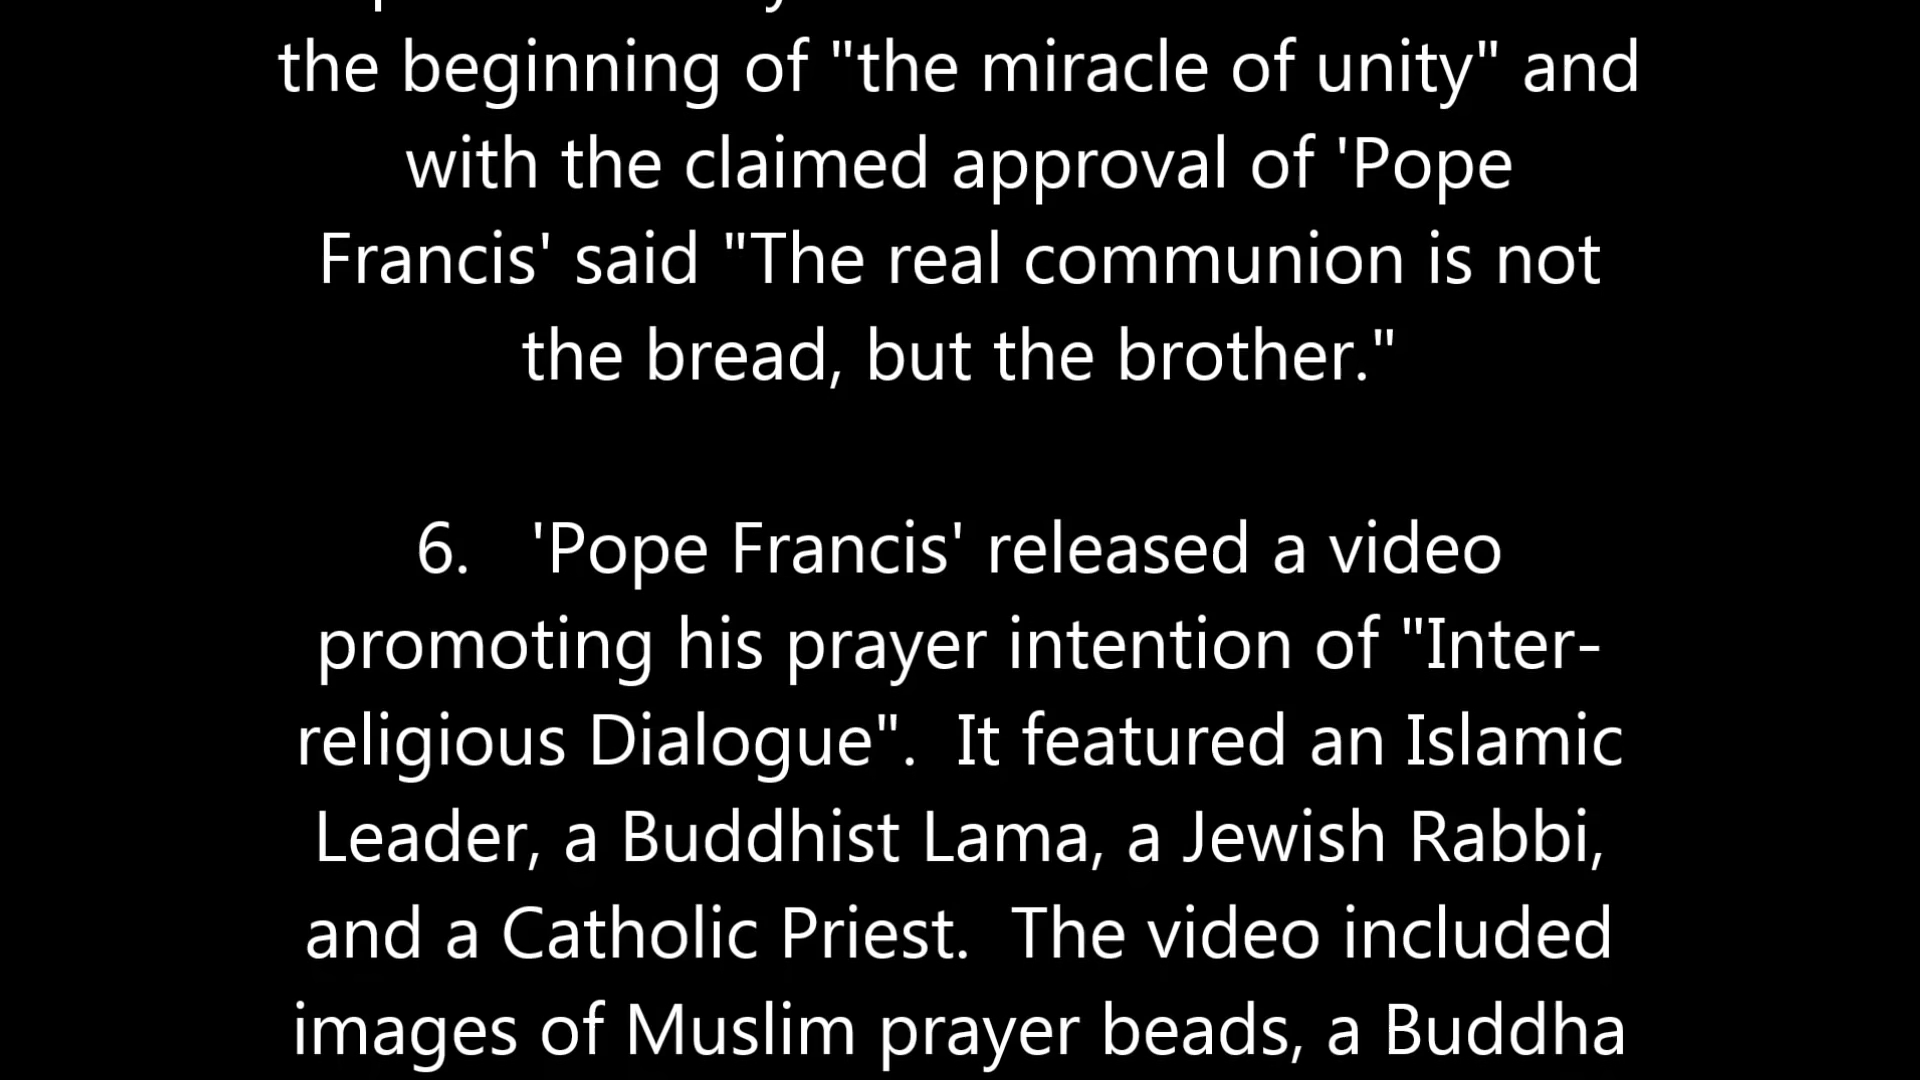 the beginning of "the miracle of unity" and
with the claimed approval of 'Pope
Francis' said "The real communion is not
the bread, but the brother."
6. 'Pope Francis' released a video
promoting his prayer intention of "Inter-
religious Dialogue". It featured an Islamic
Leader, a Buddhist Lama, a Jewish Rabbi,
and a Catholic Priest. The video included
images of Muslim prayer beads, a Buddha